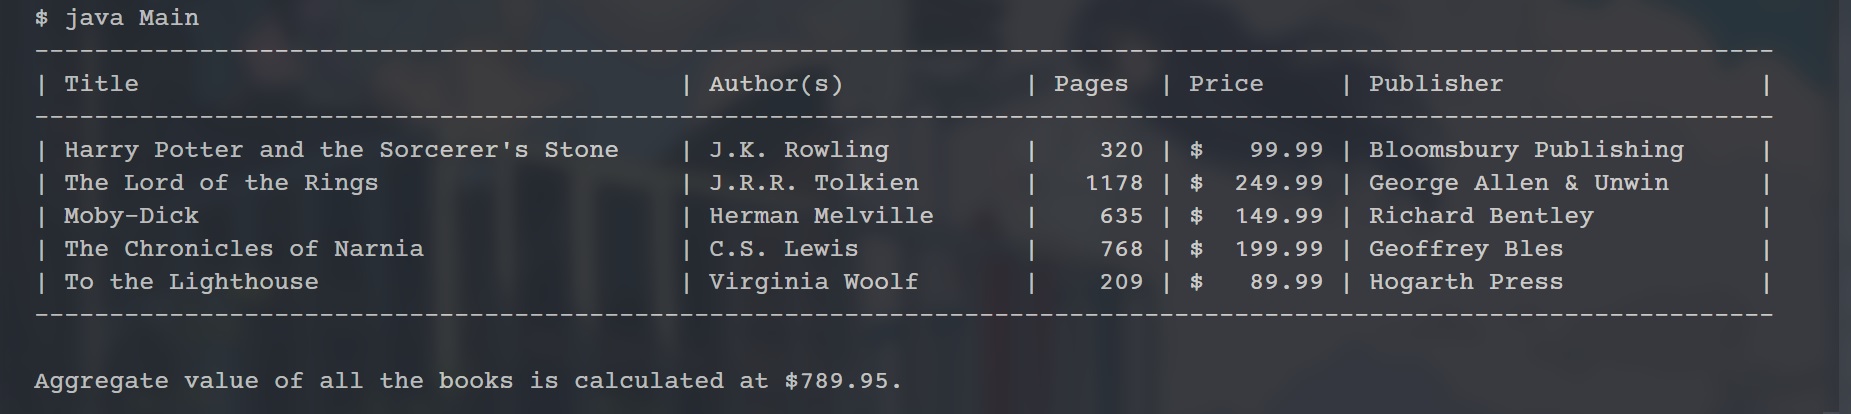 $ java Main
--------------------------------------------------------------------------------------------------------------------
| Title                                    | Author(s)            | Pages  | Price     | Publisher                 |
--------------------------------------------------------------------------------------------------------------------
| Harry Potter and the Sorcerer's Stone    | J.K. Rowling         |    320 | $   99.99 | Bloomsbury Publishing     |
| The Lord of the Rings                    | J.R.R. Tolkien       |   1178 | $  249.99 | George Allen & Unwin      |
| Moby-Dick                                | Herman Melville      |    635 | $  149.99 | Richard Bentley           |
| The Chronicles of Narnia                 | C.S. Lewis           |    768 | $  199.99 | Geoffrey Bles             |
| To the Lighthouse                        | Virginia Woolf       |    209 | $   89.99 | Hogarth Press             |
--------------------------------------------------------------------------------------------------------------------
Aggregate value of all the books is calculated at $789.95.